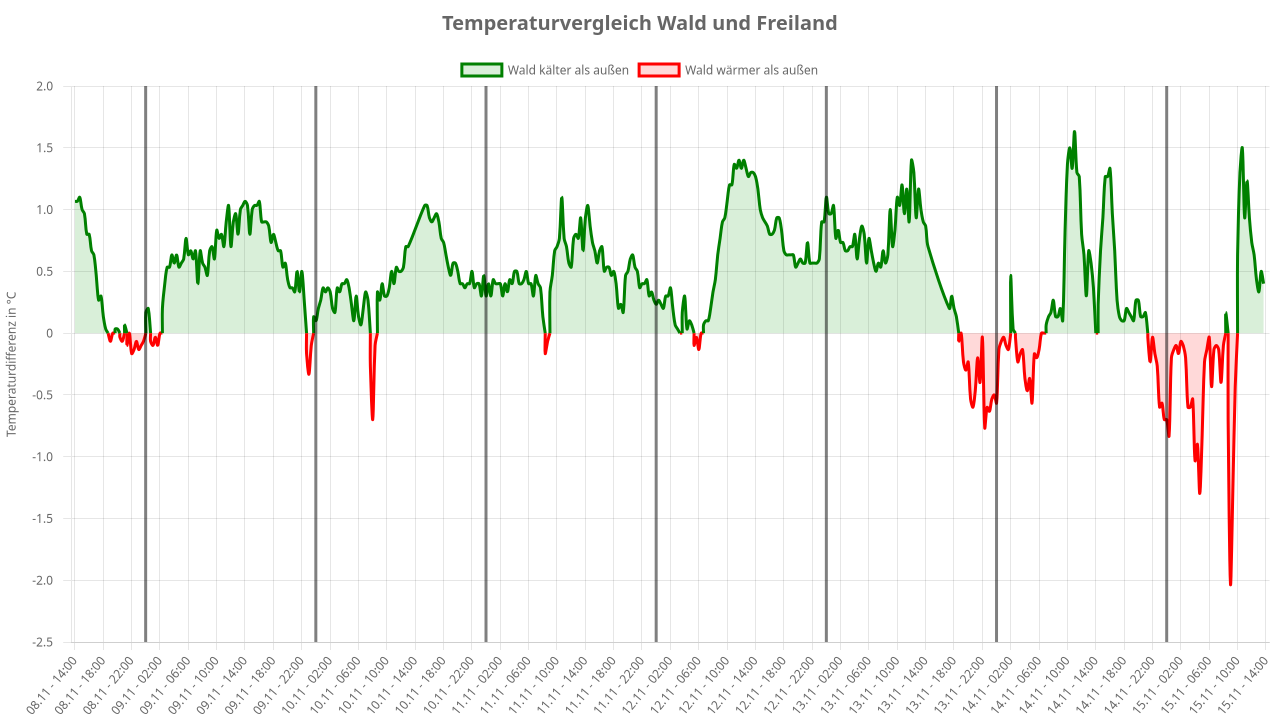 Temperaturvergleich Wald und Freiland
Wald kälter als außen
Wald wärmer als außen
2.0
1.5
1.0
0.5
0
-0.5
-1.0
-1.5
-2.0
-2.5
Temperaturdifferenz in °C
08.11 - 14:00
08.11 - 18:00
08.11 - 22:00
09.11 - 02:00
09.11 - 06:00
09.11 - 10:00
09.11 - 14:00
09.11 - 18:00
09.11 - 22:00
10.11 - 02:00
10.11 - 06:00
10.11 - 10:00
10.11 - 14:00
10.11 - 18:00
10.11 - 22:00
11.11 - 02:00
11.11 - 06:00
11.11 - 10:00
11.11 - 14:00
11.11 - 18:00
11.11 - 22:00
12.11 - 02:00
12.11 - 06:00
12.11 - 10:00
12.11 - 14:00
12.11 - 18:00
12.11 - 22:00
13.11 - 02:00
13.11 - 06:00
13.11 - 10:00
13.11 - 14:00
13.11 - 18:00
13.11 - 22:00
14.11 - 02:00
14.11 - 06:00
14.11 - 10:00
14.11 - 14:00
14.11 - 18:00
14.11 - 22:00
15.11 - 02:00
15.11 - 06:00
15.11 - 10:00
15.11 - 14:00